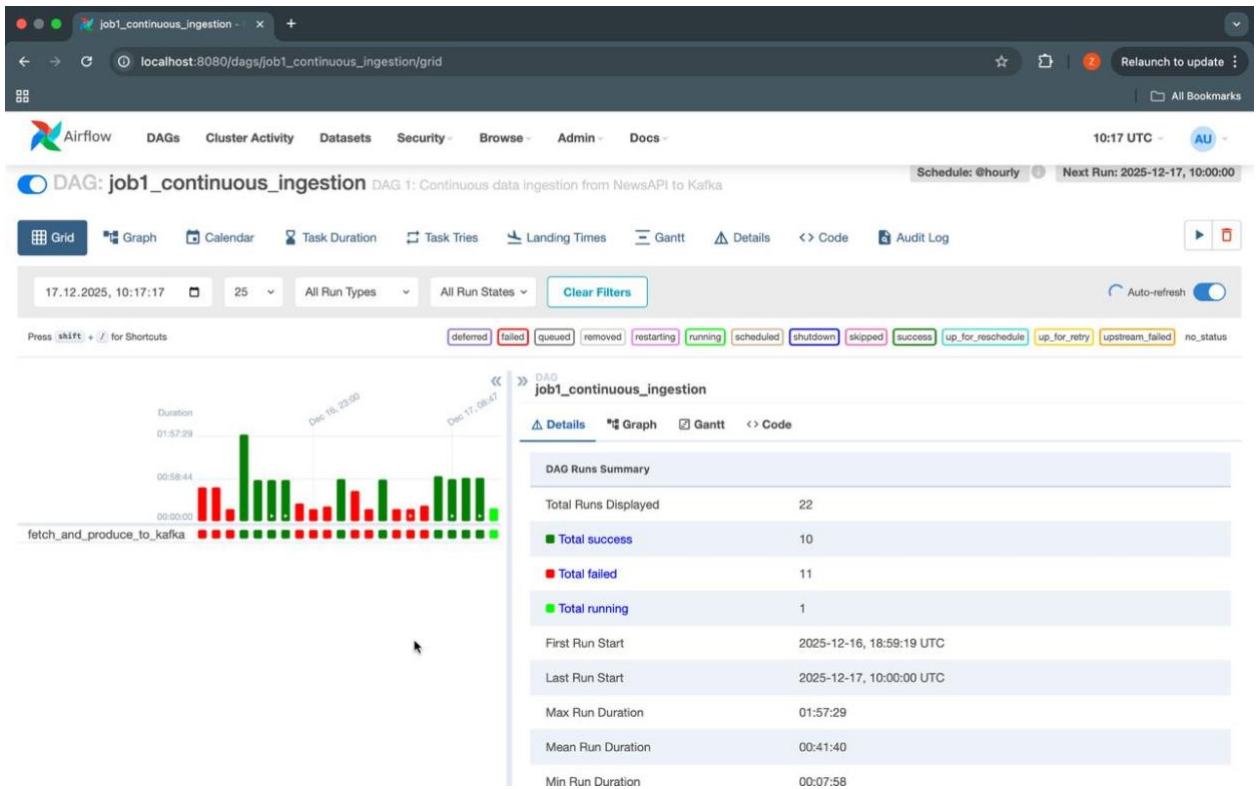 job1_continuous_ingestion -
localhost:8080/dags/job1_continuous_ingestion/grid
Z
Relaunch to update
All Bookmarks
Airflow DAGs Cluster Activity Datasets Security Browse Admin Docs 10:17 UTC AU
DAG: job1_continuous_ingestion DAG 1: Continuous data ingestion from NewsAPI to Kafka
Schedule: @hourly Next Run: 2025-12-17, 10:00:00
Grid Graph Calendar Task Duration Task Tries Landing Times Gantt Details <> Code Audit Log
17.12.2025, 10:17:17 25 All Run Types All Run States Clear Filters Auto-refresh
Press shift + / for Shortcuts
deferred failed queued removed restarting running scheduled shutdown skipped success up_for_reschedule up_for_retry upstream_failed no_status
Duration
Dec 16, 23:00
Dec 17, 08:47
01:57:29
00:58:44
00:00:00
fetch_and_produce_to_kafka
DAG
job1_continuous_ingestion
Details Graph Gantt <> Code
DAG Runs Summary
Total Runs Displayed 22
Total success 10
Total failed 11
Total running 1
First Run Start 2025-12-16, 18:59:19 UTC
Last Run Start 2025-12-17, 10:00:00 UTC
Max Run Duration 01:57:29
Mean Run Duration 00:41:40
Min Run Duration 00:07:58